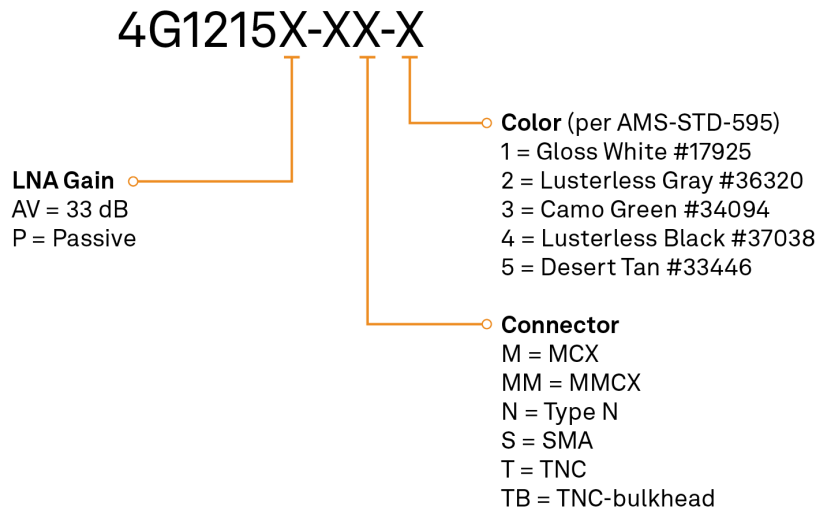 4G1215X-XX-X
LNA Gain
AV = 33 dB
P = Passive
Color (per AMS-STD-595)
1 = Gloss White #17925
2 = Lusterless Gray #36320
3 = Camo Green #34094
4 = Lusterless Black #37038
5 = Desert Tan #33446
Connector
M = MCX
MM = MMCX
N = Type N
S = SMA
T = TNC
TB = TNC-bulkhead